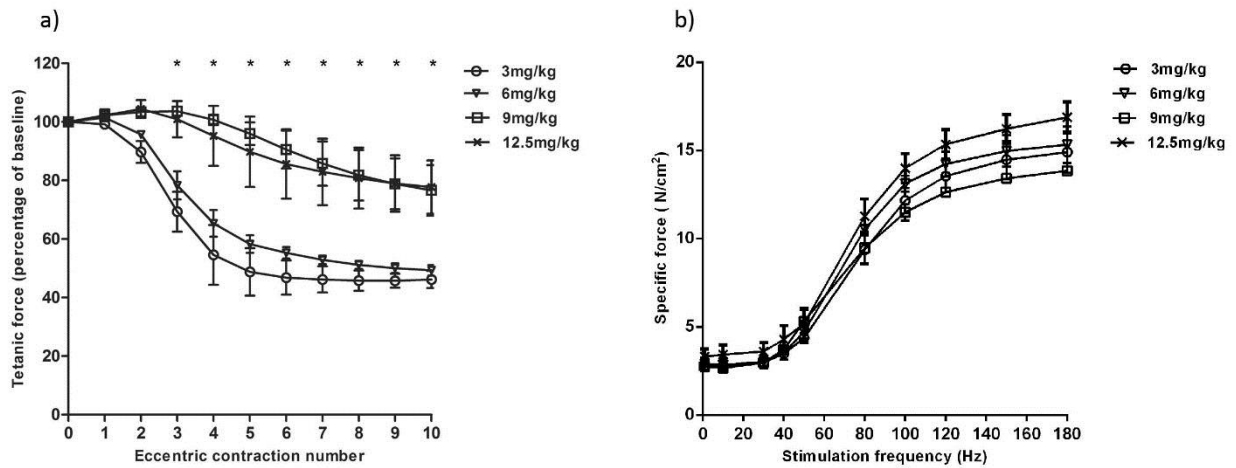 a)
Tetanic force (percentage of baseline)
120
100
80
60
40
20
0
* * * * * * * *
0 1 2 3 4 5 6 7 8 9 10
Eccentric contraction number
3mg/kg
6mg/kg
9mg/kg
12.5mg/kg
b)
Specific force ( N/cm²)
20
15
10
5
0
0 20 40 60 80 100 120 140 160 180
Stimulation frequency (Hz)
3mg/kg
6mg/kg
9mg/kg
12.5mg/kg